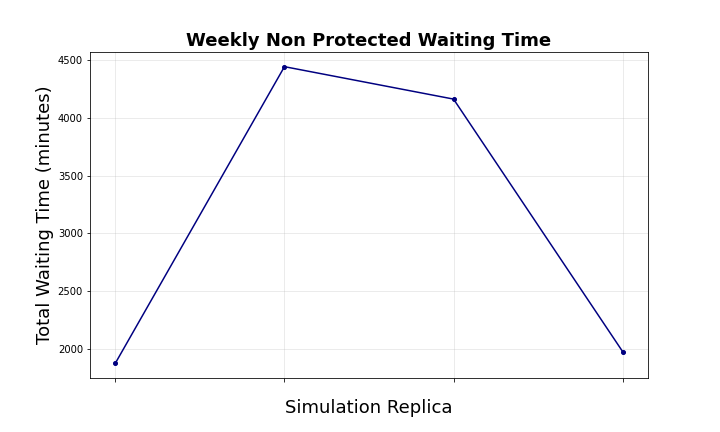 Weekly Non Protected Waiting Time
Total Waiting Time (minutes)
4500
4000
3500
3000
2500
2000
Simulation Replica